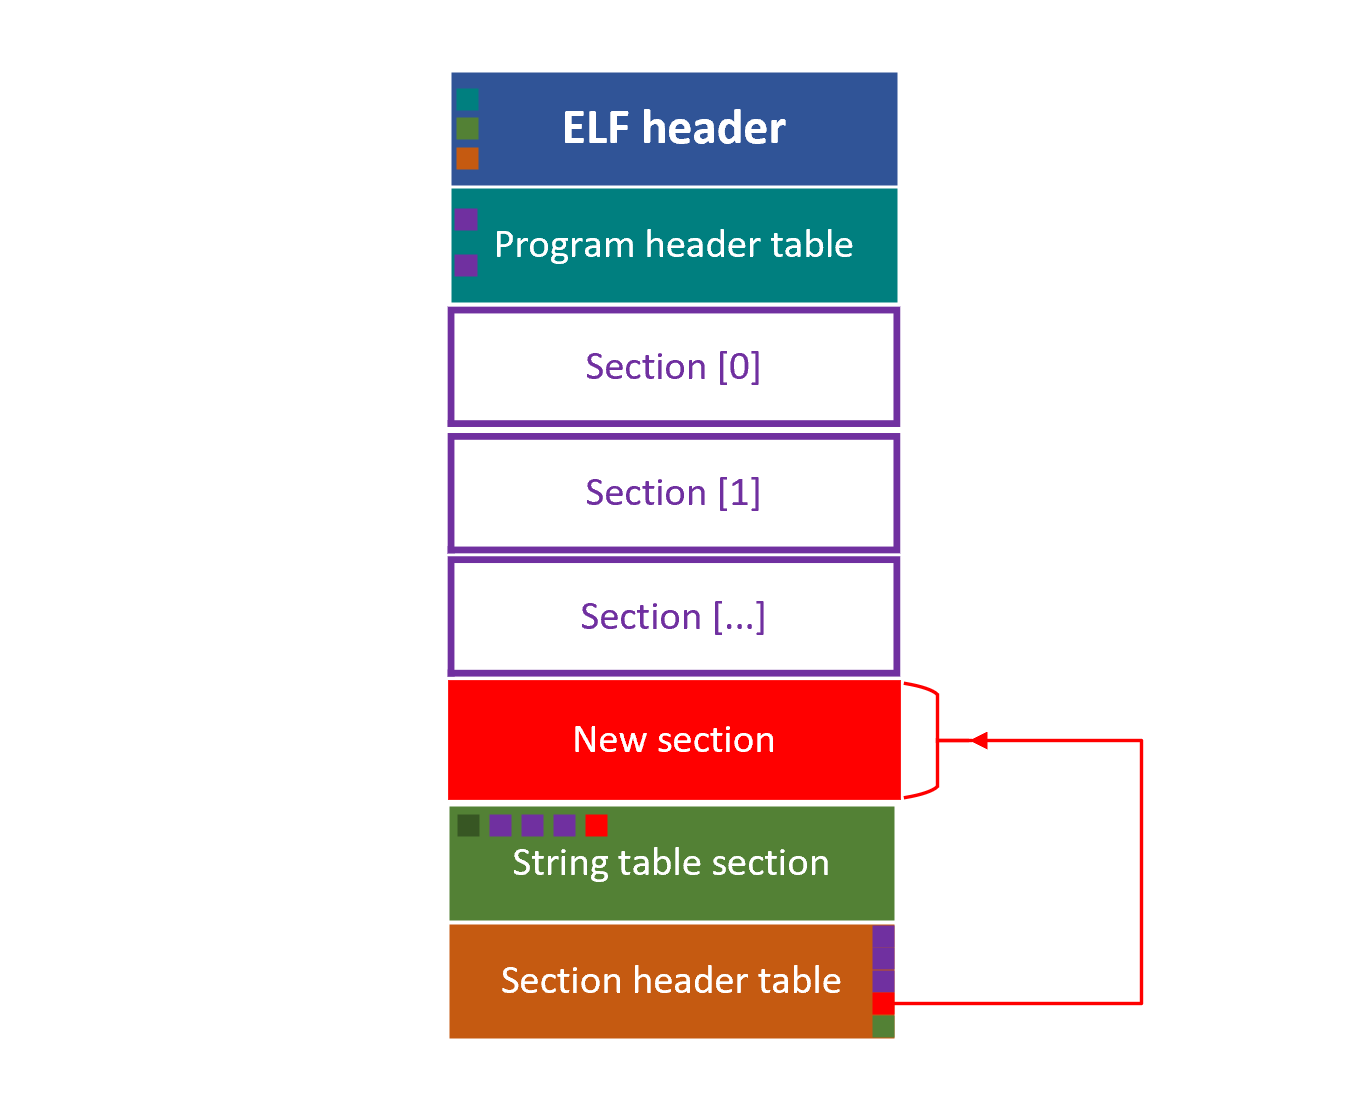 ELF header
Program header table
Section [0]
Section [1]
Section [...]
New section
String table section
Section header table